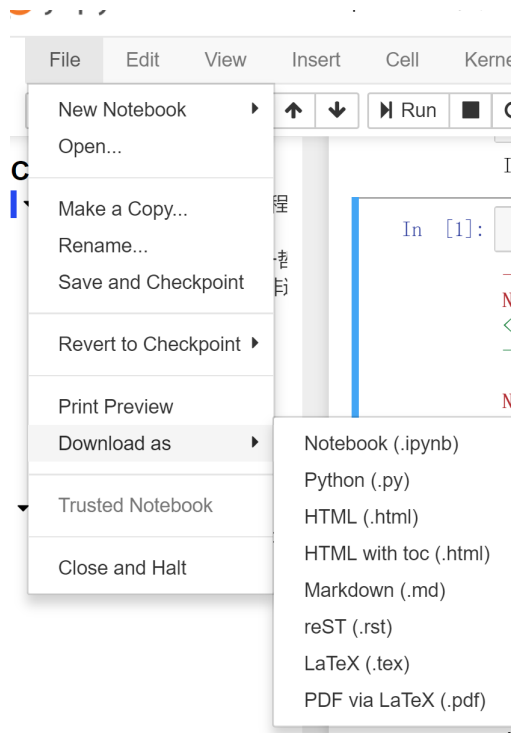 File Edit View Insert Cell
New Notebook
Run
Open...
Make a Copy...
程
Rename...
In [1]:
Save and Checkpoint
Revert to Checkpoint
Print Preview
Download as
Notebook (.ipynb)
Python (.py)
Trusted Notebook
HTML (.html)
HTML with toc (.html)
Close and Halt
Markdown (.md)
reST (.rst)
LaTeX (.tex)
PDF via LaTeX (.pdf)